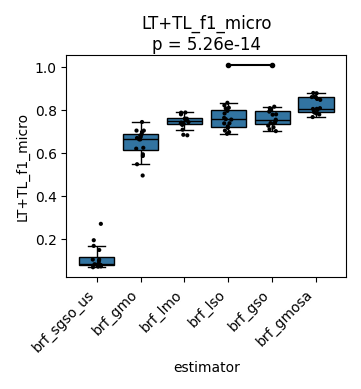 LT+TL_f1_micro
p = 5.26e-14
LT+TL_f1_micro
1.0
0.8
0.6
0.4
0.2
brf_sgso_us
brf_gmo
brf_lmo
brf_lso
brf_gso
brf_gmosa
estimator